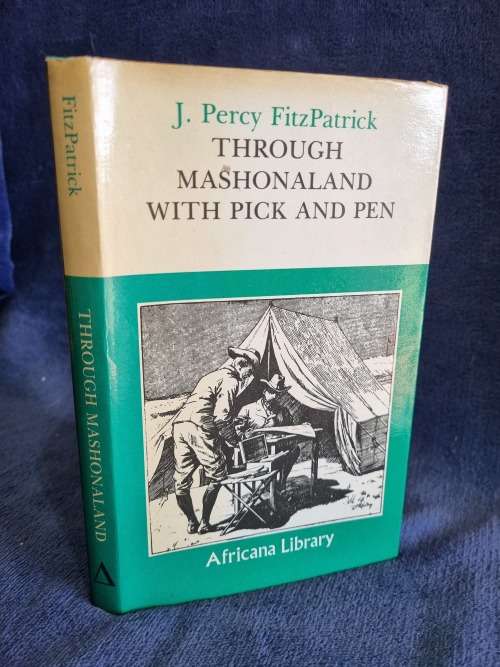 FitzPatrick
THROUGH MASHONALAND
J. Percy FitzPatrick
THROUGH
MASHONALAND
WITH PICK AND PEN
Africana Library